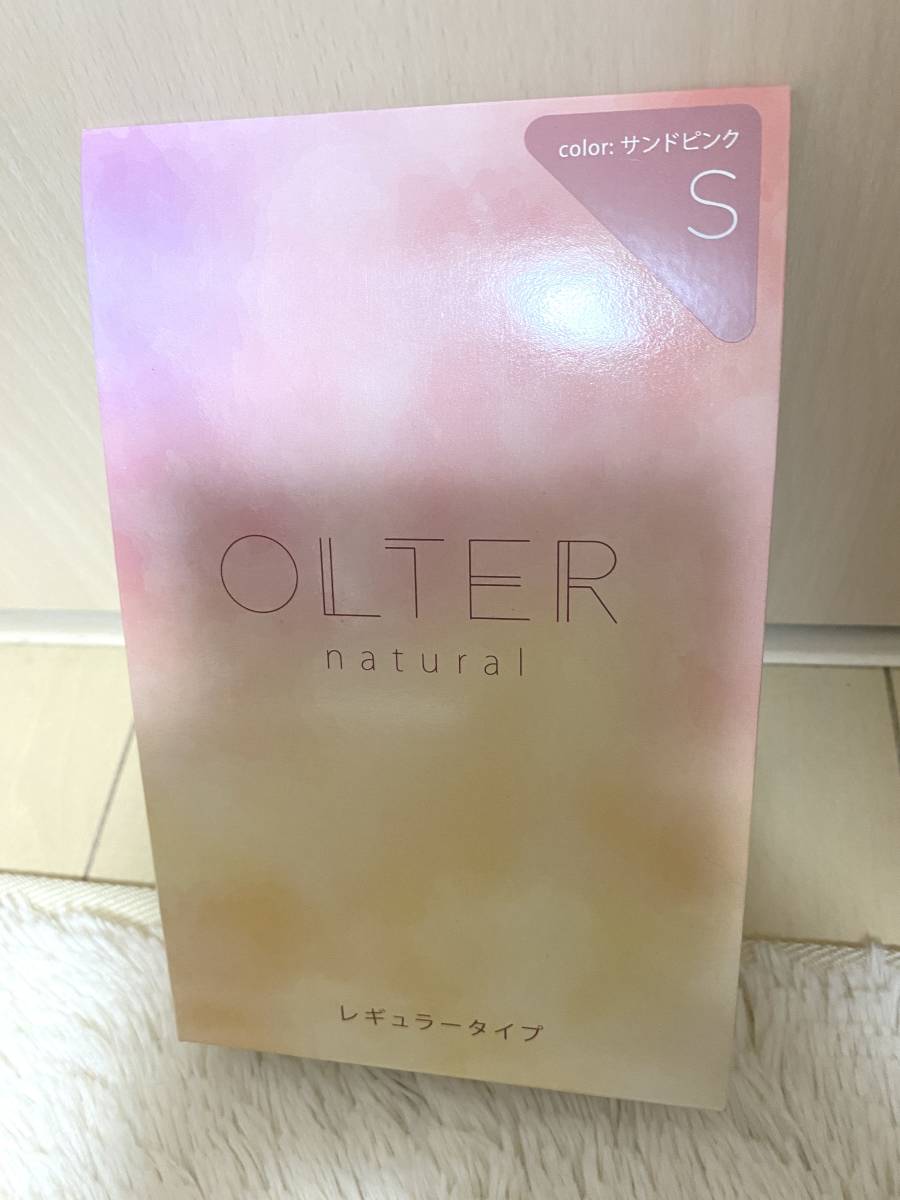 color: サンドピンク
S
OLTER
natural
レギュラータイプ